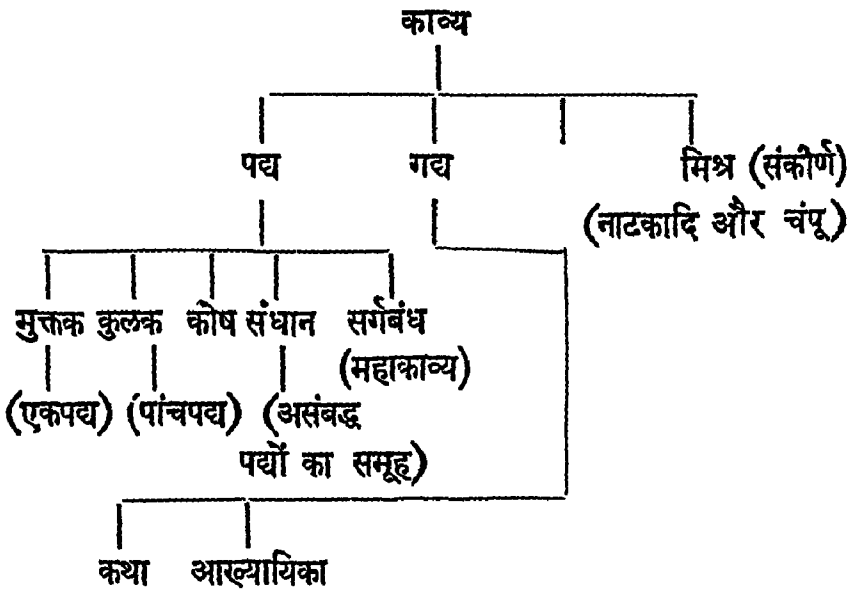 काव्य
पद्य गद्य मिश्र (संकीर्ण)
(नाटकादि और चंपू)
मुक्तक कुलक कोष संधान सर्गबंध
(महाकाव्य)
(एकपद्य) (पांचपद्य) (असंबद्ध
पद्यों का समूह)
कथा आख्यायिका